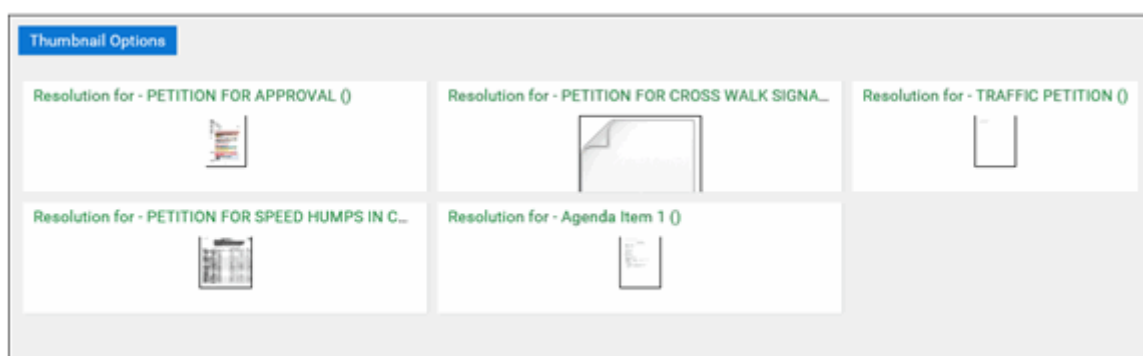 Thumbnail Options
Resolution for - PETITION FOR APPROVAL ()
Resolution for - PETITION FOR CROSS WALK SIGNA...
Resolution for - TRAFFIC PETITION ()
Resolution for - PETITION FOR SPEED HUMPS IN C...
Resolution for - Agenda Item 1 ()